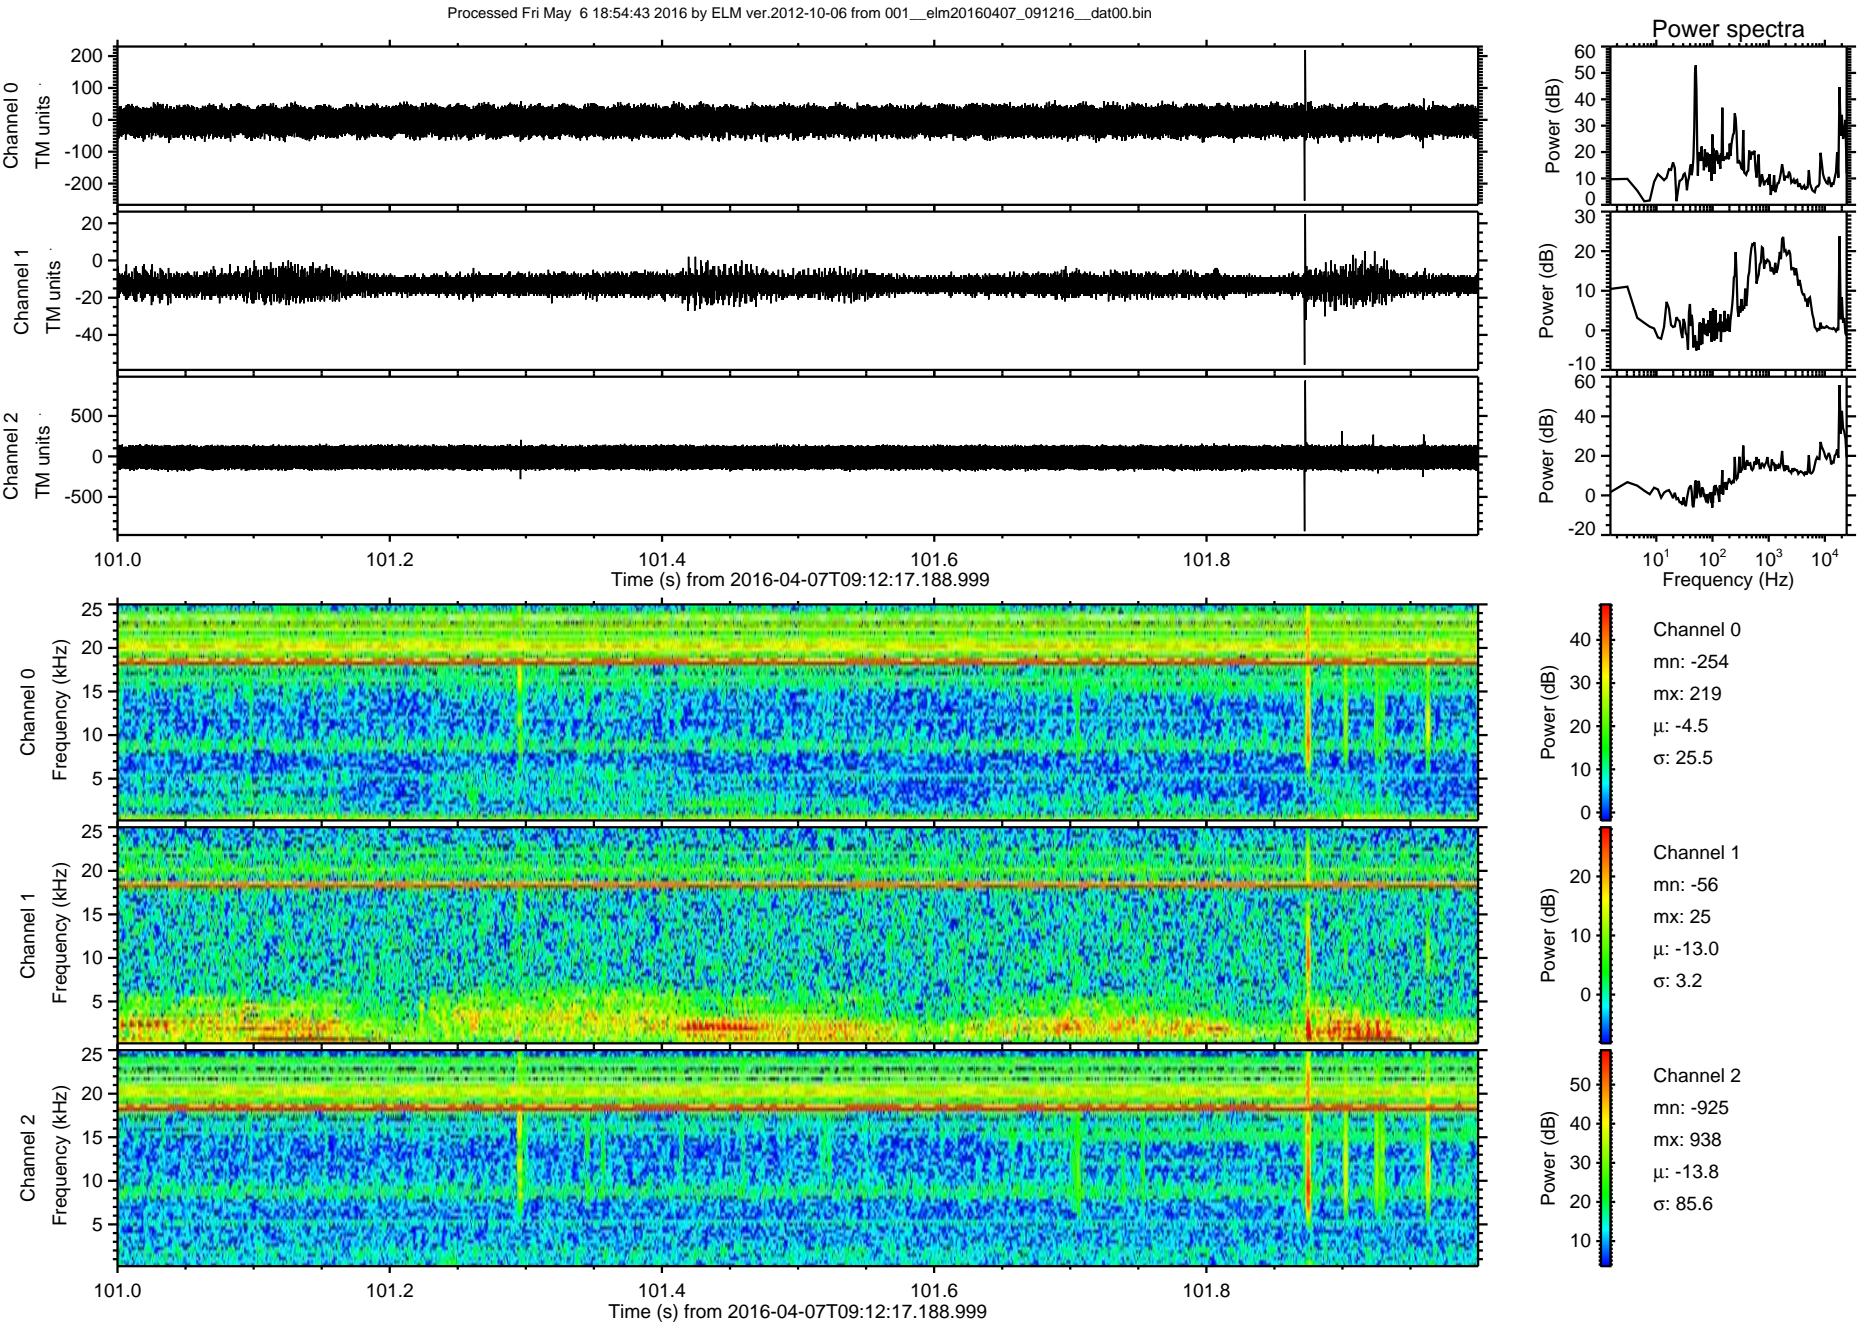 Processed Fri May  6 18:54:43 2016 by ELM ver.2012-10-06 from 001__elm20160407_091216__dat00.bin
Power spectra
Channel 0
TM units
200
100
0
-100
-200
Power (dB)
60
50
40
30
20
10
0
Channel 1
TM units
20
0
-20
-40
Power (dB)
30
20
10
0
-10
Channel 2
TM units
500
0
-500
Power (dB)
60
40
20
0
-20
101.0 101.2 101.4 101.6 101.8
Time (s) from 2016-04-07T09:12:17.188.999
10^1 10^2 10^3 10^4
Frequency (Hz)
Channel 0
Frequency (kHz)
25
20
15
10
5
Power (dB)
40
30
20
10
0
Channel 0
mn: -254
mx: 219
μ: -4.5
σ: 25.5
Channel 1
Frequency (kHz)
25
20
15
10
5
Power (dB)
20
10
0
Channel 1
mn: -56
mx: 25
μ: -13.0
σ: 3.2
Channel 2
Frequency (kHz)
25
20
15
10
5
Power (dB)
50
40
30
20
10
Channel 2
mn: -925
mx: 938
μ: -13.8
σ: 85.6
101.0 101.2 101.4 101.6 101.8
Time (s) from 2016-04-07T09:12:17.188.999